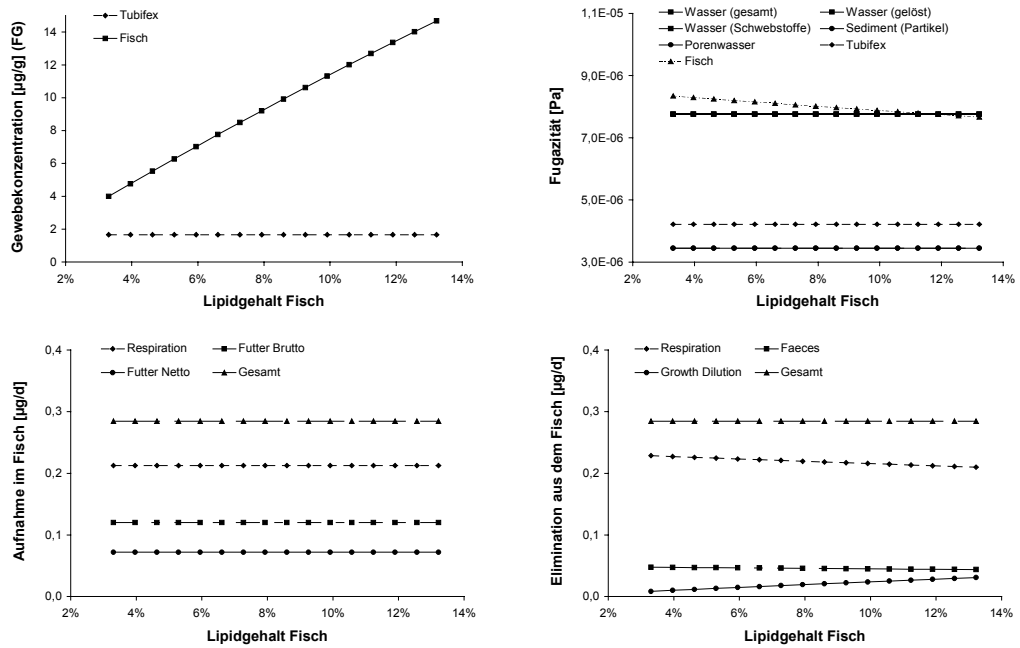 Tubifex
Fisch
Gewebekonzentration [µg/g] (FG)
14
12
10
8
6
4
2
0
2% 4% 6% 8% 10% 12% 14%
Lipidgehalt Fisch
Wasser (gesamt) Wasser (gelöst)
Wasser (Schwebstoffe) Sediment (Partikel)
Porenwasser Tubifex
Fisch
Fugazität [Pa]
1,1E-05
9,0E-06
7,0E-06
5,0E-06
3,0E-06
2% 4% 6% 8% 10% 12% 14%
Lipidgehalt Fisch
Respiration Futter Brutto
Futter Netto Gesamt
Aufnahme im Fisch [µg/d]
0,4
0,3
0,2
0,1
0,0
2% 4% 6% 8% 10% 12% 14%
Lipidgehalt Fisch
Respiration Faeces
Growth Dilution Gesamt
Elimination aus dem Fisch [µg/d]
0,4
0,3
0,2
0,1
0,0
2% 4% 6% 8% 10% 12% 14%
Lipidgehalt Fisch